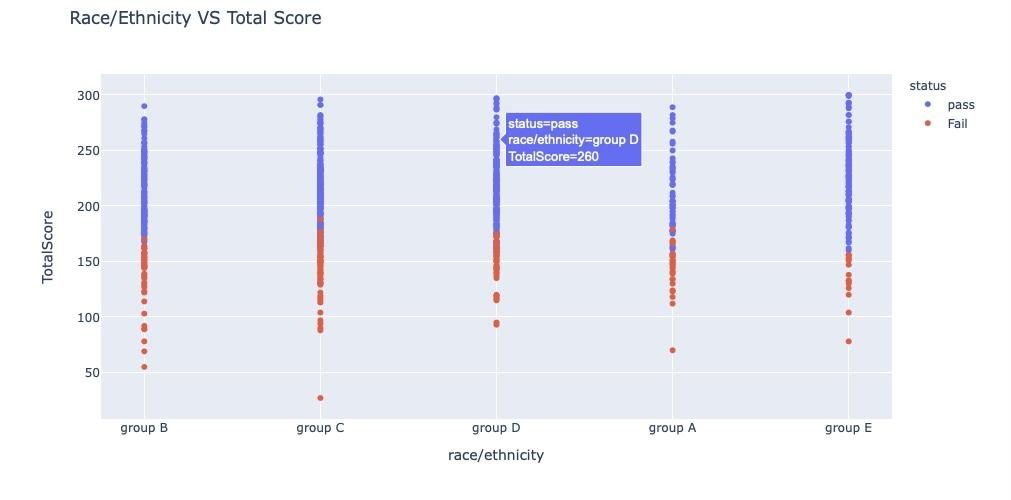 Race/Ethnicity VS Total Score
status
pass
Fail
300
250
200
150
100
50
TotalScore
status=pass
race/ethnicity=group D
TotalScore=260
group B
group C
group D
group A
group E
race/ethnicity